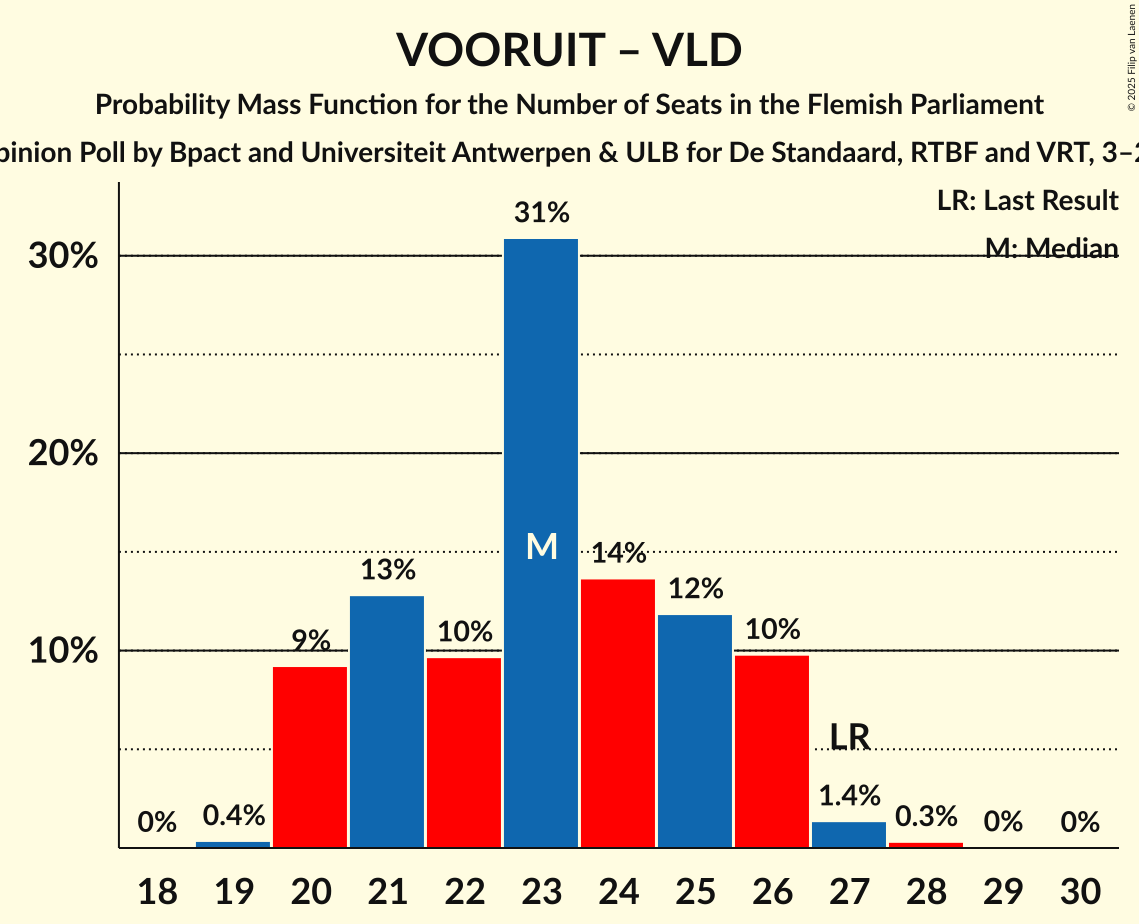 © 2025 Filip van Laenen
VOORUIT – VLD
Probability Mass Function for the Number of Seats in the Flemish Parliament
pinion Poll by Bpact and Universiteit Antwerpen & ULB for De Standaard, RTBF and VRT, 3–2
LR: Last Result
M: Median
31%
30%
20%
M
14%
13%
12%
10%
10%
9%
10%
LR
1.4%
0.4%
0.3%
0%
0%
0%
18 19 20 21 22 23 24 25 26 27 28 29 30